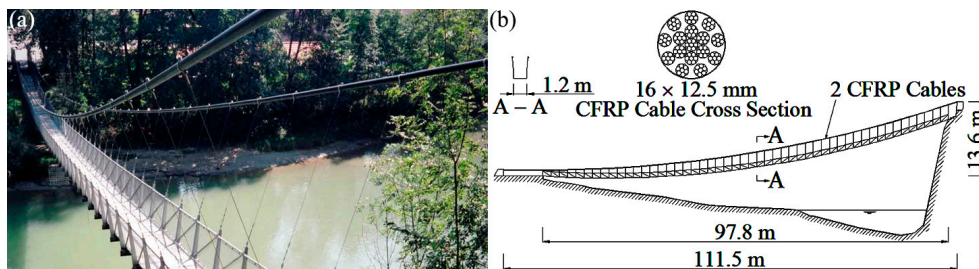 (a)
(b)
1.2 m
A – A
16 × 12.5 mm
CFRP Cable Cross Section
2 CFRP Cables
A
A
13.6 m
97.8 m
111.5 m